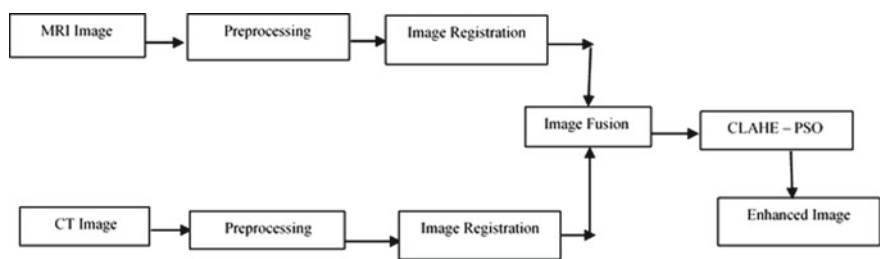 MRI Image
Preprocessing
Image Registration
Image Fusion
CLAHE – PSO
CT Image
Preprocessing
Image Registration
Enhanced Image